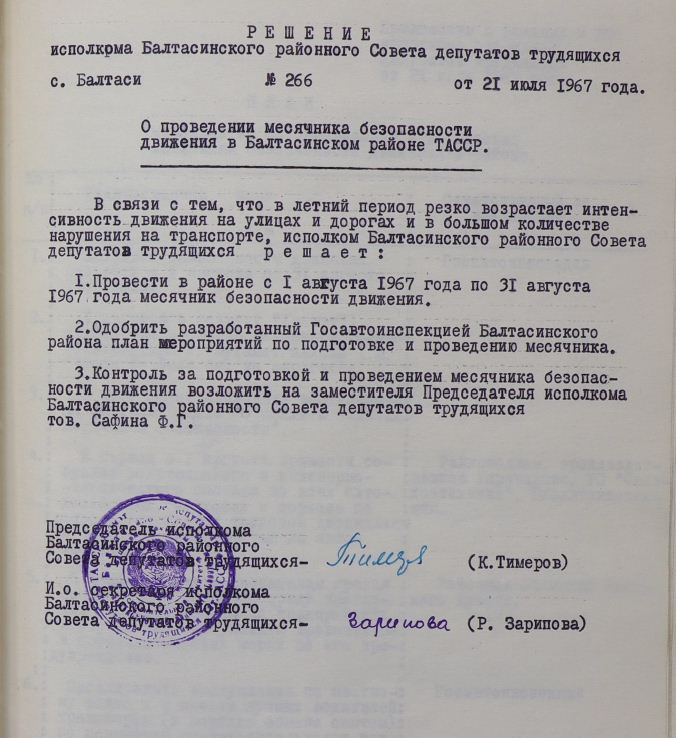 РЕШЕНИЕ
исполкома Балтасинского районного Совета депутатов трудящихся
с. Балтаси № 266 от 21 июля 1967 года.
О проведении месячника безопасности
движения в Балтасинском районе ТАССР.
В связи с тем, что в летний период резко возрастает интен-
сивность движения на улицах и дорогах и в большом количестве
нарушения на транспорте, исполком Балтасинского районного Совета
депутатов трудящихся решает:
1.Провести в районе с I августа 1967 года по 31 августа
1967 года месячник безопасности движения.
2.Одобрить разработанный Госавтоинспекцией Балтасинского
района план мероприятий по подготовке и проведению месячника.
3.Контроль за подготовкой и проведением месячника безопас-
ности движения возложить на заместителя Председателя исполкома
Балтасинского районного Совета депутатов трудящихся
тов. Сафина Ф.Г.
Председатель исполкома
Балтасинского районного
Совета депутатов трудящихся- Тимеров (К.Тимеров)
И.о. секретаря исполкома
Балтасинского районного
Совета депутатов трудящихся- Зарипова (Р. Зарипова)